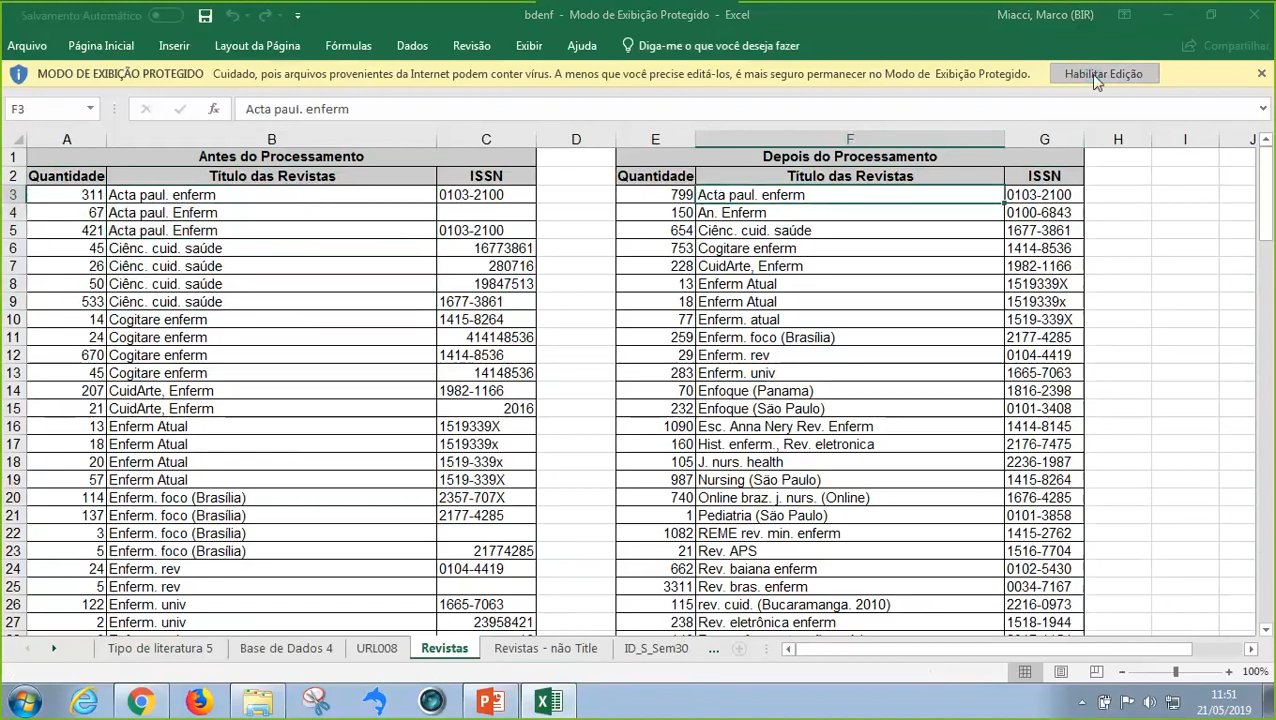 Salvamento Automático
bdenf - Modo de Exibição Protegido - Excel
Miacci, Marco (BIR)
Arquivo Página Inicial Inserir Layout da Página Fórmulas Dados Revisão Exibir Ajuda Diga-me o que você deseja fazer Compartilhar
MODO DE EXIBIÇÃO PROTEGIDO Cuidado, pois arquivos provenientes da Internet podem conter vírus. A menos que você precise editá-los, é mais seguro permanecer no Modo de Exibição Protegido. Habilitar Edição
F3 fx Acta paul. enferm
A B C D E F G H I J
1 Antes do Processamento Depois do Processamento
2 Quantidade Título das Revistas ISSN Quantidade Título das Revistas ISSN
3 311 Acta paul. enferm 0103-2100 799 Acta paul. enferm 0103-2100
4 67 Acta paul. Enferm 150 An. Enferm 0100-6843
5 421 Acta paul. Enferm 0103-2100 654 Ciênc. cuid. saúde 1677-3861
6 45 Ciênc. cuid. saúde 16773861 753 Cogitare enferm 1414-8536
7 26 Ciênc. cuid. saúde 280716 228 CuidArte, Enferm 1982-1166
8 50 Ciênc. cuid. saúde 19847513 13 Enferm Atual 1519339X
9 533 Ciênc. cuid. saúde 1677-3861 18 Enferm Atual 1519339x
10 14 Cogitare enferm 1415-8264 77 Enferm. atual 1519-339X
11 24 Cogitare enferm 414148536 259 Enferm. foco (Brasília) 2177-4285
12 670 Cogitare enferm 1414-8536 29 Enferm. rev 0104-4419
13 45 Cogitare enferm 14148536 283 Enferm. univ 1665-7063
14 207 CuidArte, Enferm 1982-1166 70 Enfoque (Panama) 1816-2398
15 21 CuidArte, Enferm 2016 232 Enfoque (São Paulo) 0101-3408
16 13 Enferm Atual 1519339X 1090 Esc. Anna Nery Rev. Enferm 1414-8145
17 18 Enferm Atual 1519339x 160 Hist. enferm., Rev. eletronica 2176-7475
18 20 Enferm Atual 1519-339x 105 J. nurs. health 2236-1987
19 57 Enferm Atual 1519-339X 987 Nursing (São Paulo) 1415-8264
20 114 Enferm. foco (Brasília) 2357-707X 740 Online braz. j. nurs. (Online) 1676-4285
21 137 Enferm. foco (Brasília) 2177-4285 1 Pediatria (São Paulo) 0101-3858
22 3 Enferm. foco (Brasília) 1082 REME rev. min. enferm 1415-2762
23 5 Enferm. foco (Brasília) 21774285 21 Rev. APS 1516-7704
24 24 Enferm. rev 0104-4419 662 Rev. baiana enferm 0102-5430
25 5 Enferm. rev 3311 Rev. bras. enferm 0034-7167
26 122 Enferm. univ 1665-7063 115 rev. cuid. (Bucaramanga. 2010) 2216-0973
27 2 Enferm. univ 23958421 238 Rev. eletrônica enferm 1518-1944
Tipo de literatura 5 Base de Dados 4 URL008 Revistas Revistas - não Title ID_S_Sem30 ...
100%
11:51
21/05/2019